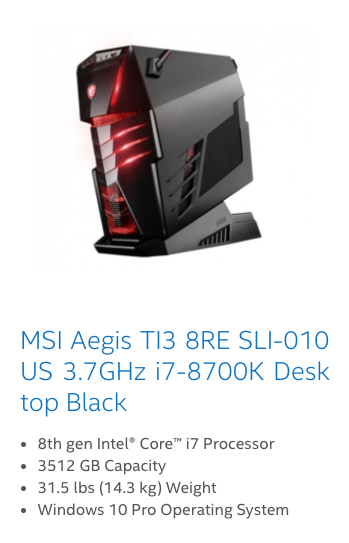 MSI Aegis TI3 8RE SLI-010
US 3.7GHz i7-8700K Desk
top Black
• 8th gen Intel® Core™ i7 Processor
• 3512 GB Capacity
• 31.5 lbs (14.3 kg) Weight
• Windows 10 Pro Operating System